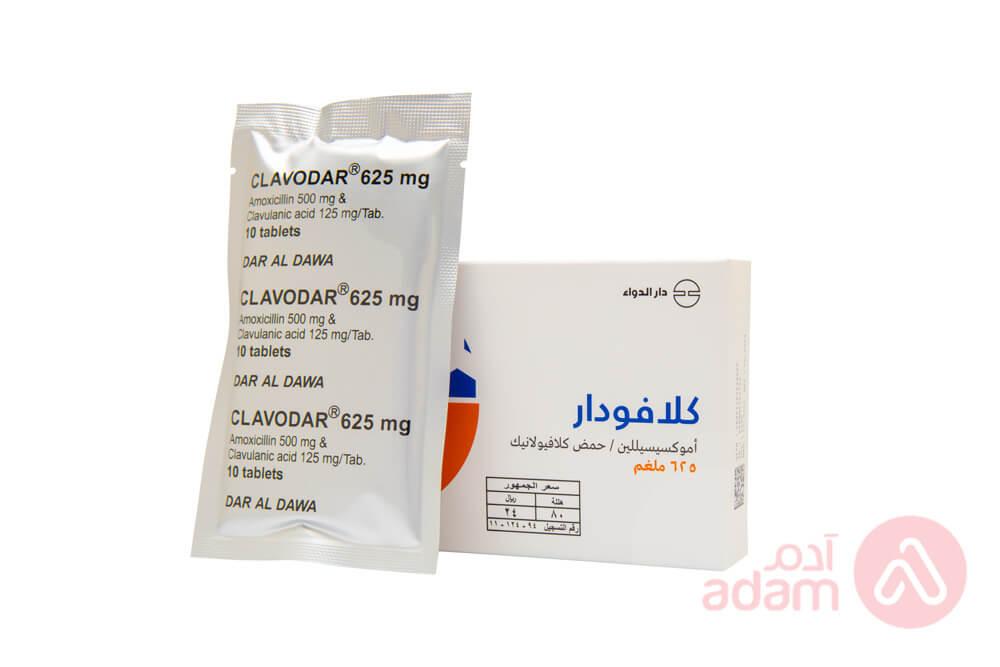 CLAVODAR® 625 mg
Amoxicillin 500 mg &
Clavulanic acid 125 mg/Tab.
10 tablets
DAR AL DAWA
CLAVODAR® 625 mg
Amoxicillin 500 mg &
Clavulanic acid 125 mg/Tab.
10 tablets
DAR AL DAWA
CLAVODAR® 625 mg
Amoxicillin 500 mg &
Clavulanic acid 125 mg/Tab.
10 tablets
DAR AL DAWA
دار الدواء
كلافودار
أموكسيسيللين / حمض كلافيولانيك
٦٢٥ ملغم
سعر الجمهور
هللة ريال
٨٠ ٢٤
رقم التسجيل ٩٤-١٢٤-١١
آدم
adam